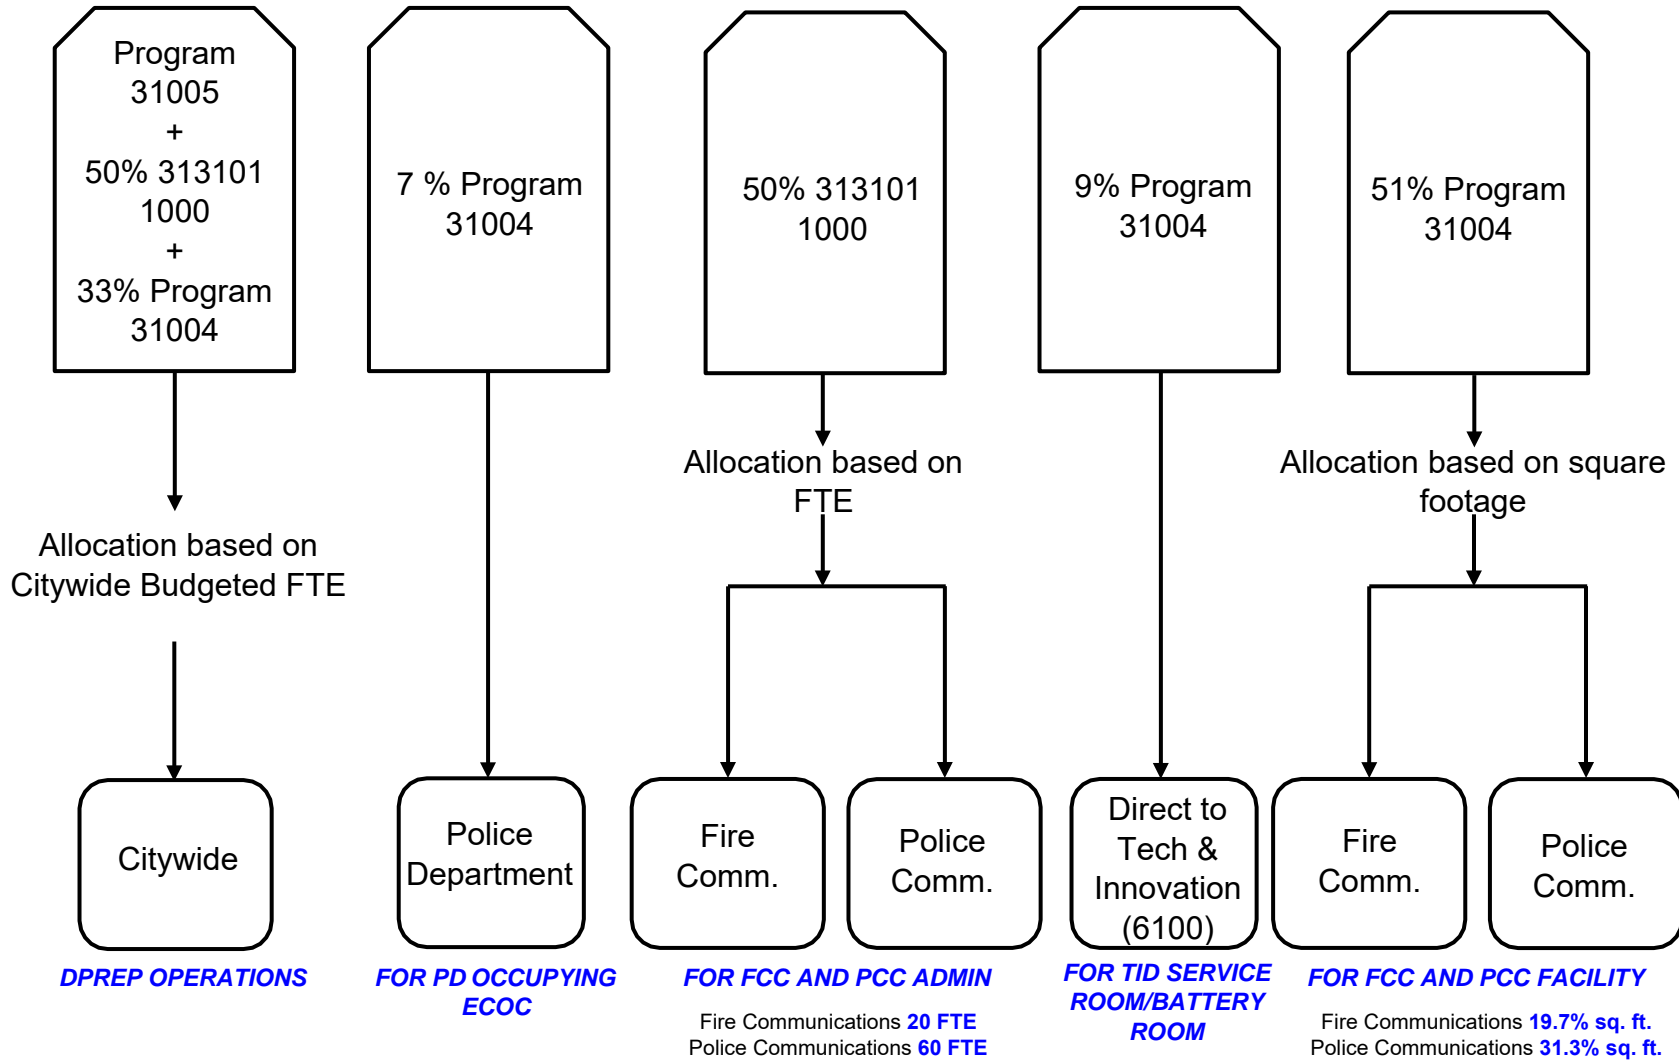 Program
31005
+
50% 313101
1000
+
33% Program
31004
7 % Program
31004
50% 313101
1000
9% Program
31004
51% Program
31004
Allocation based on
Citywide Budgeted FTE
Allocation based on
FTE
Allocation based on square
footage
Citywide
Police
Department
Fire
Comm.
Police
Comm.
Direct to
Tech &
Innovation
(6100)
Fire
Comm.
Police
Comm.
DPREP OPERATIONS
FOR PD OCCUPYING
ECOC
FOR FCC AND PCC ADMIN
Fire Communications 20 FTE
Police Communications 60 FTE
FOR TID SERVICE
ROOM/BATTERY
ROOM
FOR FCC AND PCC FACILITY
Fire Communications 19.7% sq. ft.
Police Communications 31.3% sq. ft.